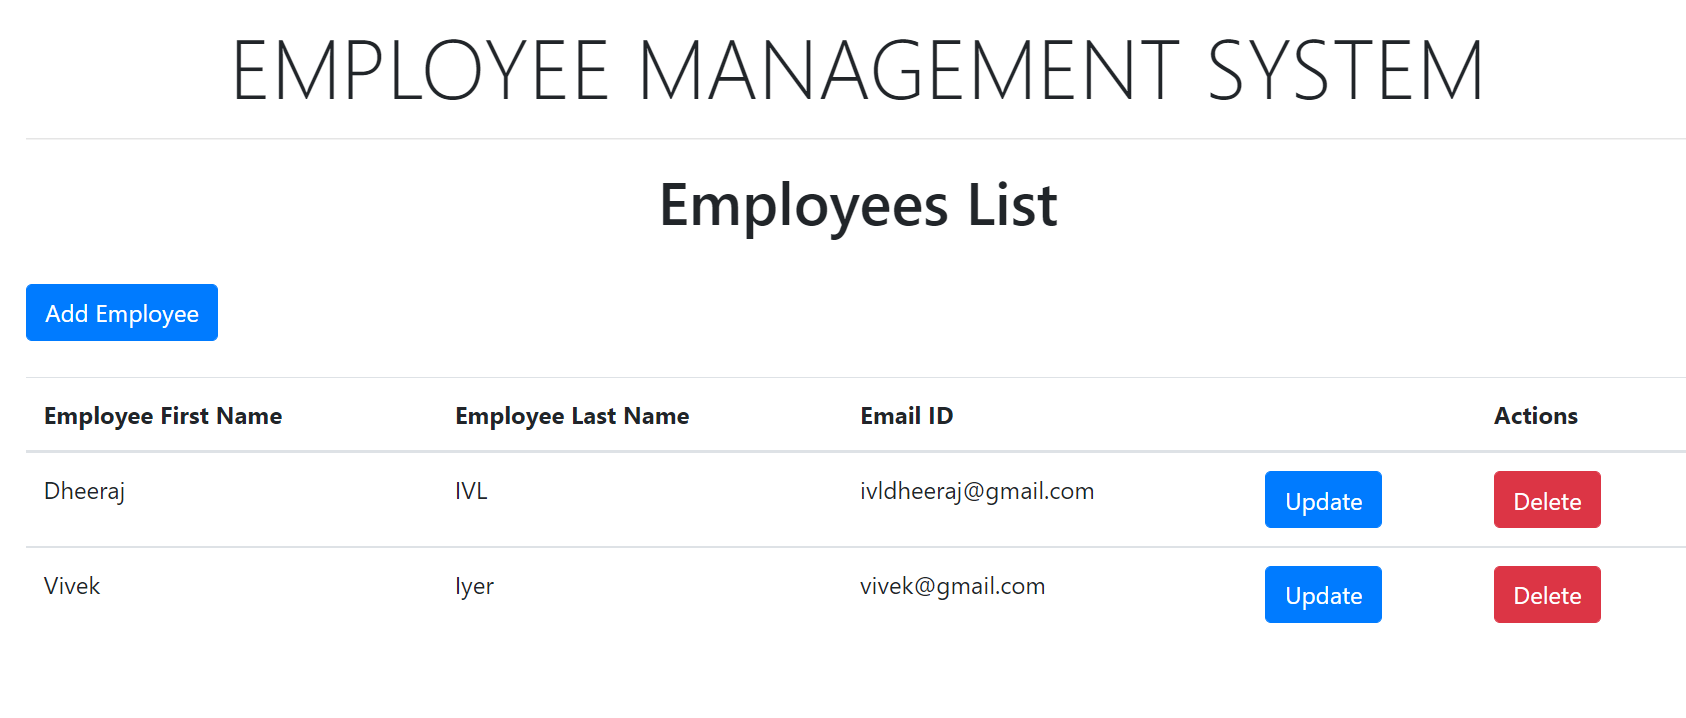 EMPLOYEE MANAGEMENT SYSTEM
Employees List
Add Employee
Employee First Name Employee Last Name Email ID Actions
Dheeraj IVL ivldheeraj@gmail.com Update Delete
Vivek Iyer vivek@gmail.com Update Delete